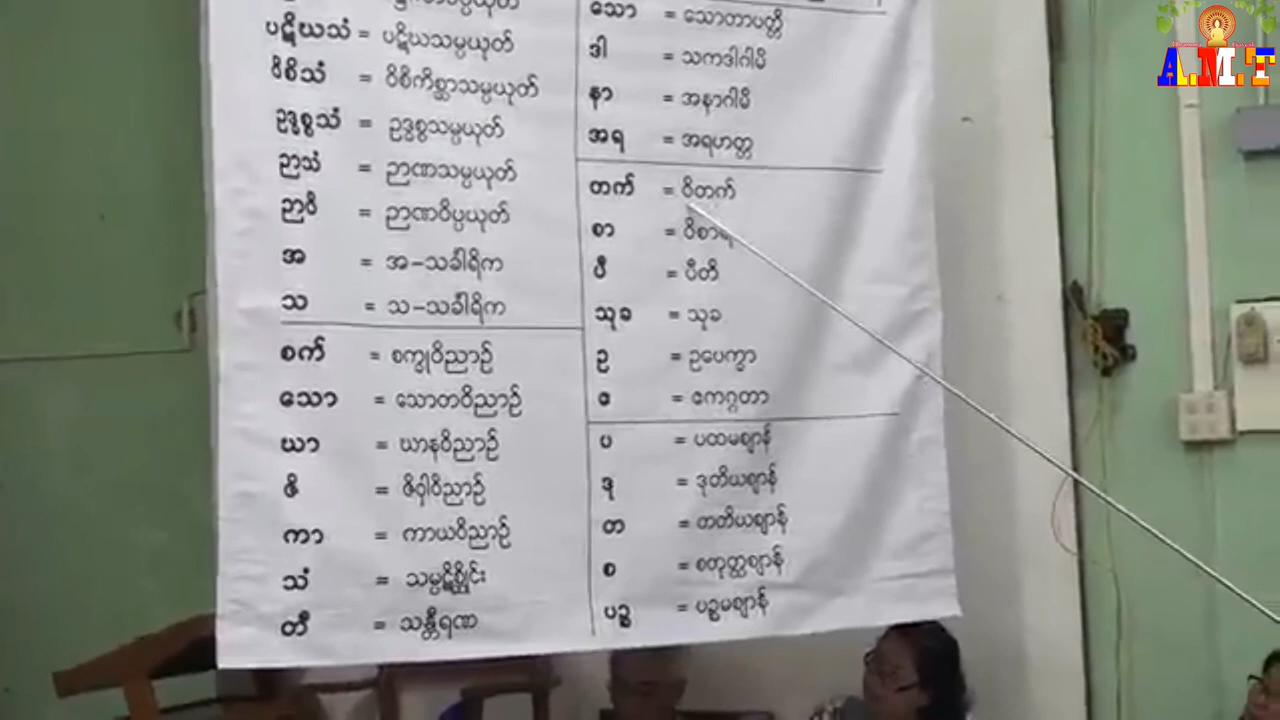 ပဋိဃသံ = ပဋိဃသမ္ပယုတ်
ဝိစိသံ = ဝိစိကိစ္ဆာသမ္ပယုတ်
ဥဒ္ဓစ္စသံ = ဥဒ္ဓစ္စသမ္ပယုတ်
ဉာသံ = ဉာဏသမ္ပယုတ်
ဉာဝိ = ဉာဏဝိပ္ပယုတ်
အ = အ-သင်္ခါရိက
သ = သ-သင်္ခါရိက
စက် = စက္ခုဝိညာဉ်
သော = သောတဝိညာဉ်
ဃာ = ဃာနဝိညာဉ်
ဇိ = ဇိဝှါဝိညာဉ်
ကာ = ကာယဝိညာဉ်
သံ = သမ္ပဋိစ္ဆိုင်း
တီ = သန္တီရဏ
သော = သောတာပတ္တိ
ဒါ = သကဒါဂါမိ
နာ = အနာဂါမိ
အရ = အရဟတ္တ
တက် = ဝိတက်
စာ = ဝိစာရ
ပီ = ပီတိ
သုခ = သုခ
ဥ = ဥပေက္ခာ
ဧ = ဧကဂ္ဂတာ
ပ = ပထမဈာန်
ဒု = ဒုတိယဈာန်
တ = တတိယဈာန်
စ = စတုတ္ထဈာန်
ပဉ္စ = ပဉ္စမဈာန်
A.M.T